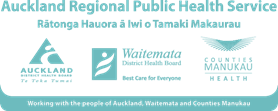 Auckland Regional Public Health Service
Rātonga Hauora ā Iwi o Tamaki Makaurau
AUCKLAND
DISTRICT HEALTH BOARD
Te Toka Tumai
Waitemata
District Health Board
Best Care for Everyone
COUNTIES
MANUKAU
HEALTH
Working with the people of Auckland, Waitemata and Counties Manukau